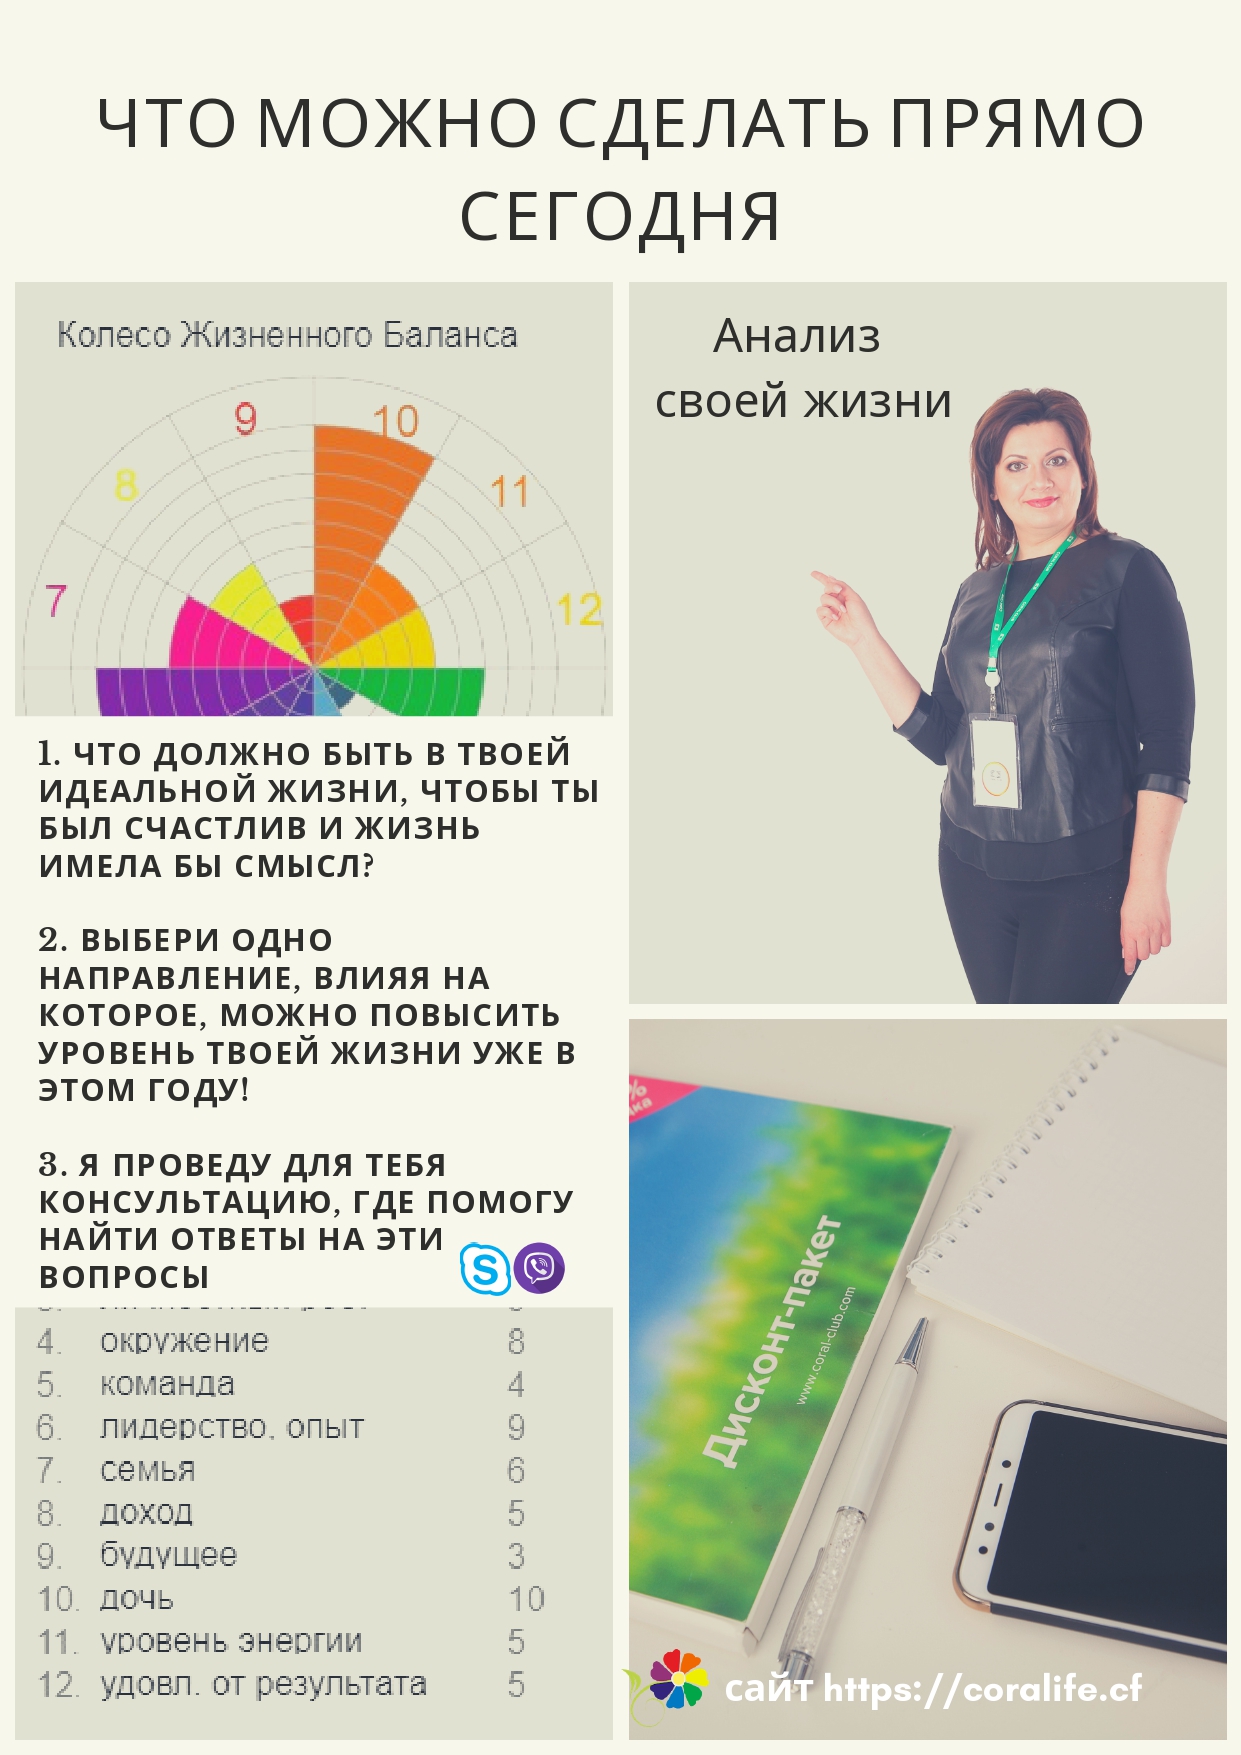 ЧТО МОЖНО СДЕЛАТЬ ПРЯМО
СЕГОДНЯ
Колесо Жизненного Баланса
9
10
8
11
7
12
1. ЧТО ДОЛЖНО БЫТЬ В ТВОЕЙ
ИДЕАЛЬНОЙ ЖИЗНИ, ЧТОБЫ ТЫ
БЫЛ СЧАСТЛИВ И ЖИЗНЬ
ИМЕЛА БЫ СМЫСЛ?
2. ВЫБЕРИ ОДНО
НАПРАВЛЕНИЕ, ВЛИЯЯ НА
КОТОРОЕ, МОЖНО ПОВЫСИТЬ
УРОВЕНЬ ТВОЕЙ ЖИЗНИ УЖЕ В
ЭТОМ ГОДУ!
3. Я ПРОВЕДУ ДЛЯ ТЕБЯ
КОНСУЛЬТАЦИЮ, ГДЕ ПОМОГУ
НАЙТИ ОТВЕТЫ НА ЭТИ
ВОПРОСЫ
S
4. окружение 8
5. команда 4
6. лидерство, опыт 9
7. семья 6
8. доход 5
9. будущее 3
10. дочь 10
11. уровень энергии 5
12. удовл. от результата 5
Анализ
своей жизни
%
Дисконт-пакет
www.coral-club.com
сайт https://coralife.cf